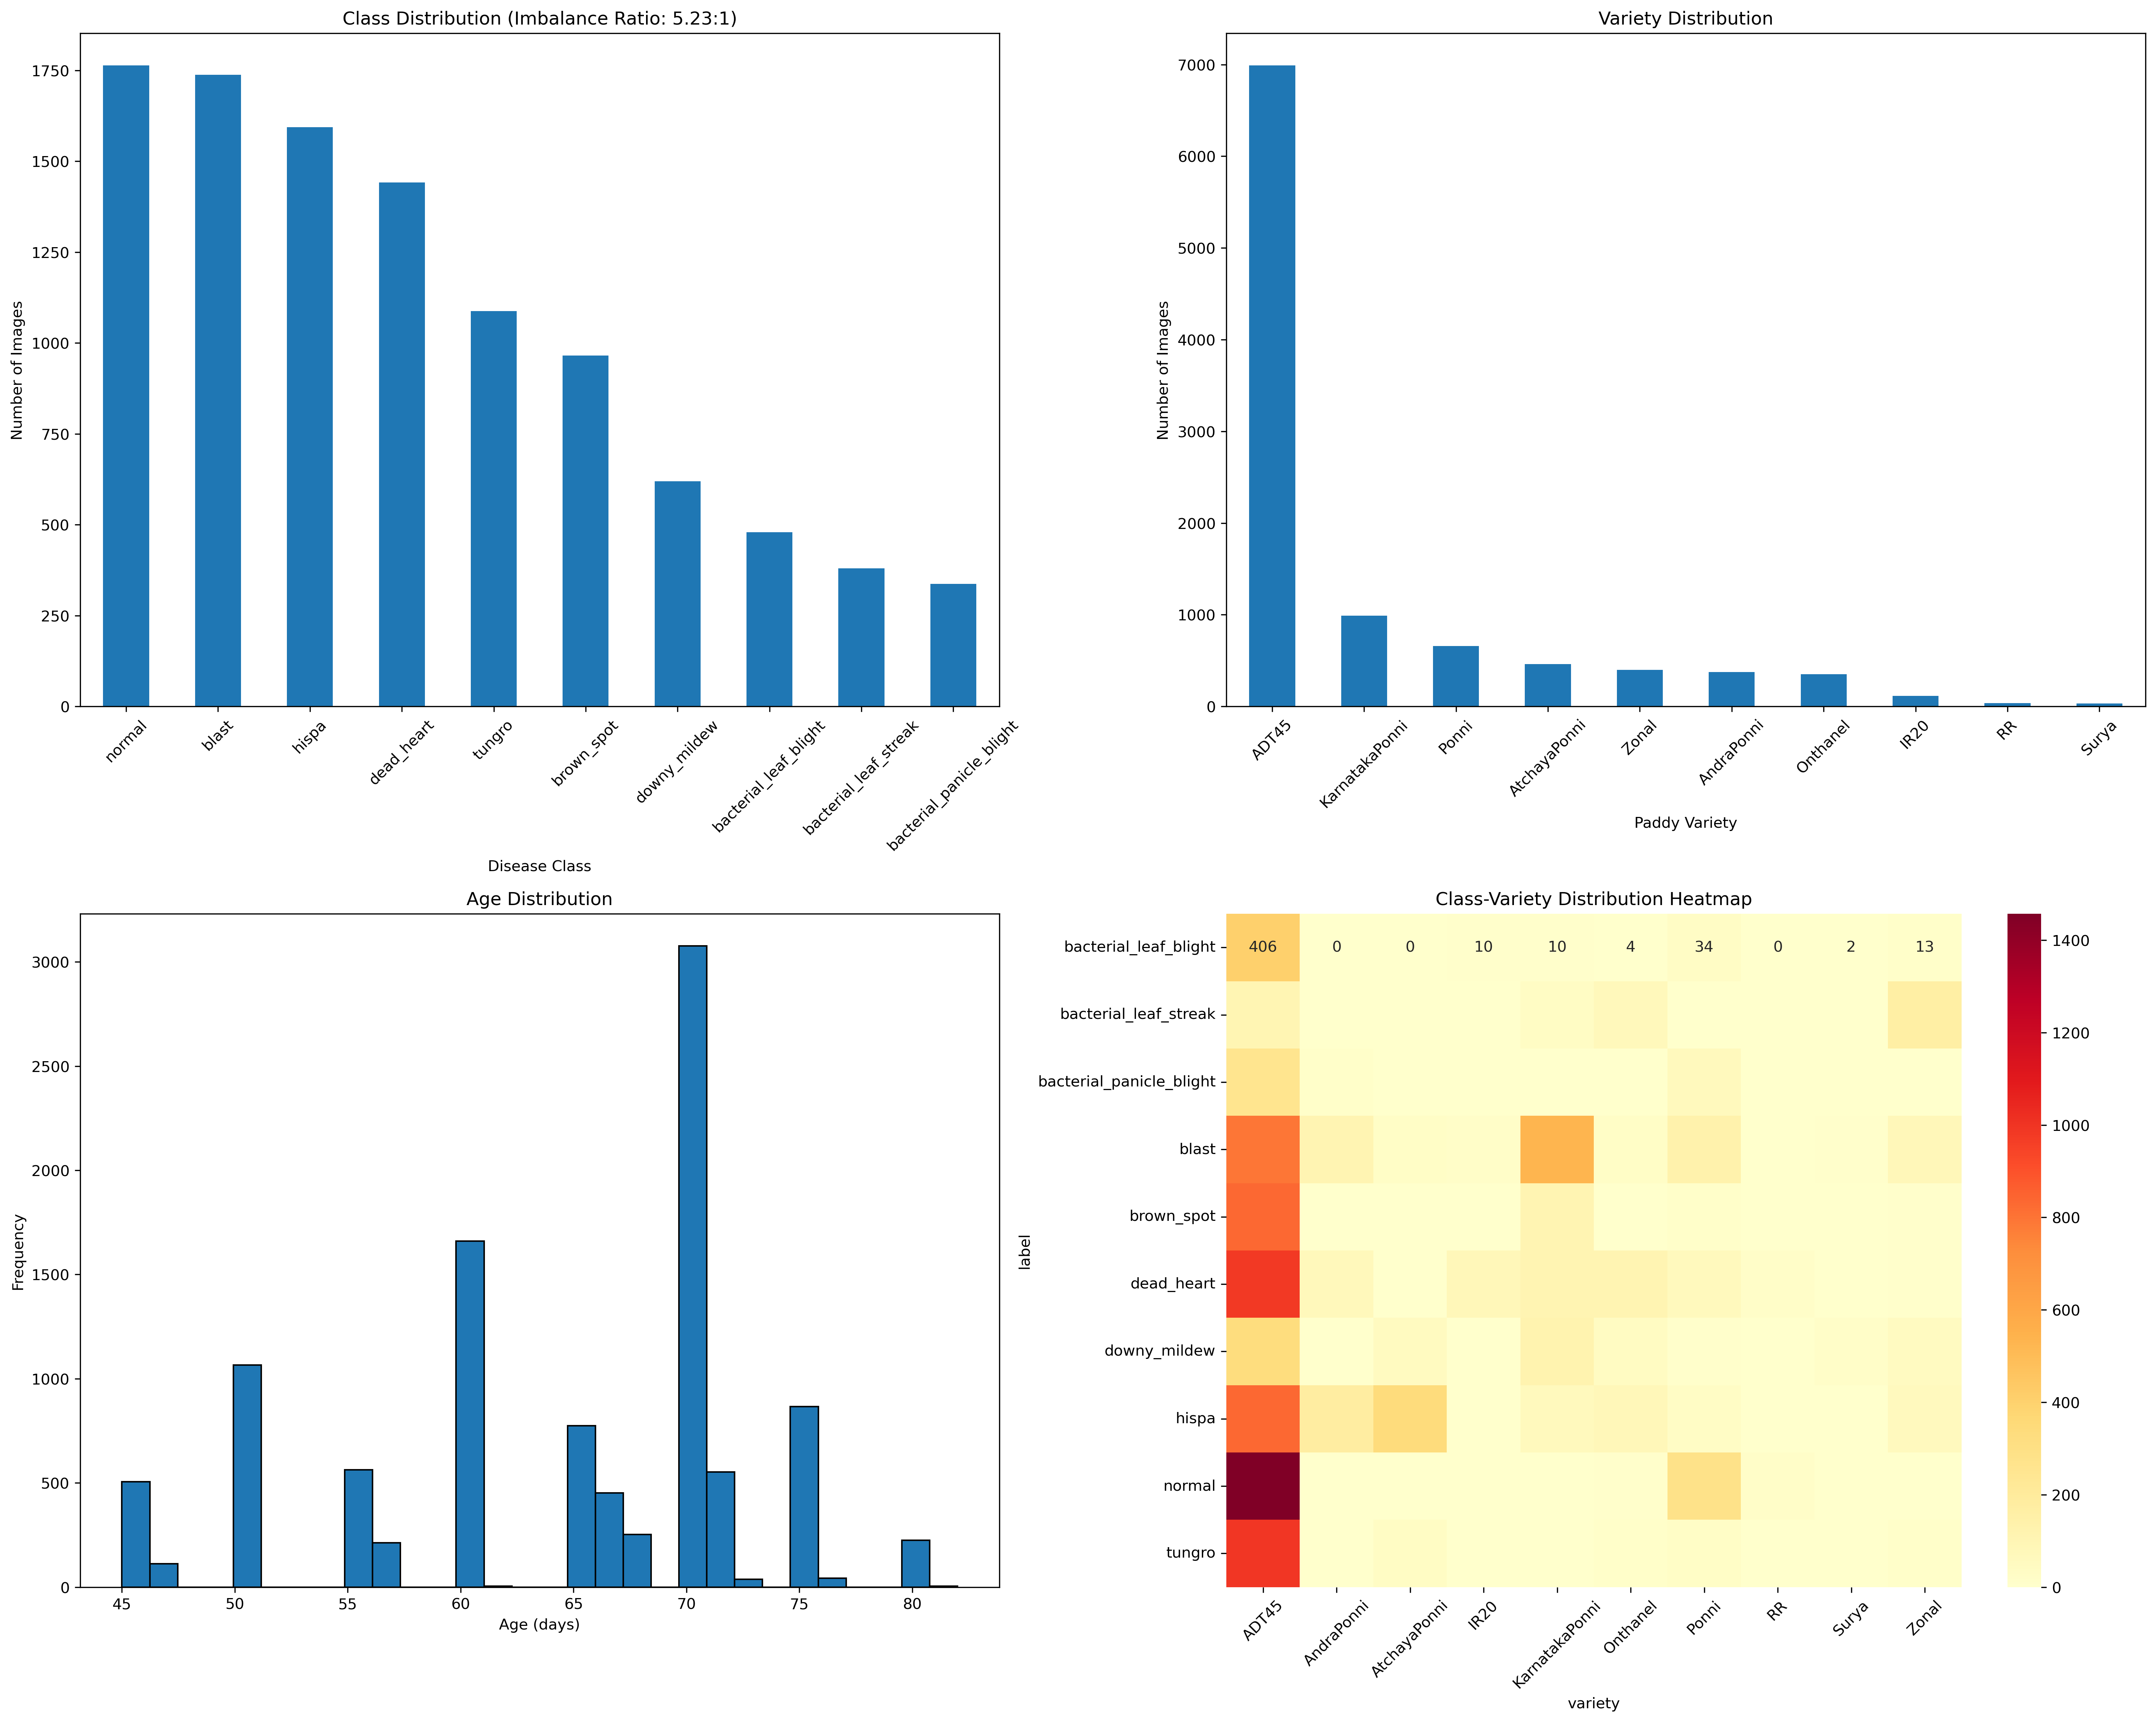 Class Distribution (Imbalance Ratio: 5.23:1)
Number of Images
1750
1500
1250
1000
750
500
250
0
normal
blast
hispa
dead_heart
tungro
brown_spot
downy_mildew
bacterial_leaf_blight
bacterial_leaf_streak
bacterial_panicle_blight
Disease Class
Variety Distribution
Number of Images
7000
6000
5000
4000
3000
2000
1000
0
ADT45
KarnatakaPonni
Ponni
AtchayaPonni
Zonal
AndraPonni
Onthanel
IR20
RR
Surya
Paddy Variety
Age Distribution
Frequency
3000
2500
2000
1500
1000
500
0
45 50 55 60 65 70 75 80
Age (days)
Class-Variety Distribution Heatmap
label
bacterial_leaf_blight 406 0 0 10 10 4 34 0 2 13
bacterial_leaf_streak
bacterial_panicle_blight
blast
brown_spot
dead_heart
downy_mildew
hispa
normal
tungro
ADT45
AndraPonni
AtchayaPonni
IR20
KarnatakaPonni
Onthanel
Ponni
RR
Surya
Zonal
variety
1400
1200
1000
800
600
400
200
0